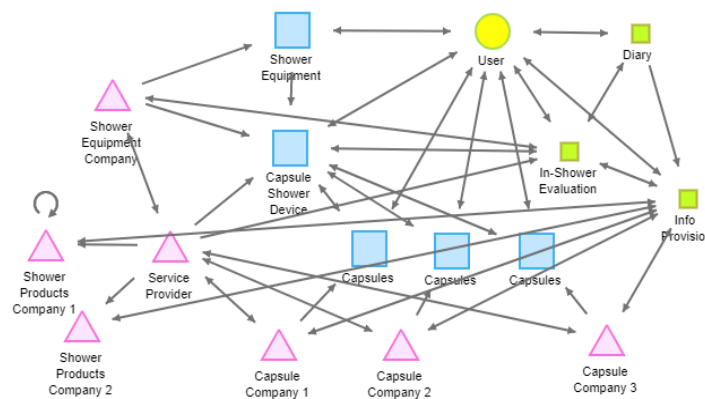 Shower
Equipment
User
Diary
Shower
Equipment
Company
Capsule
Shower
Device
In-Shower
Evaluation
Info
Provisio
Shower
Products
Company 1
Service
Provider
Capsules
Capsules
Capsules
Shower
Products
Company 2
Capsule
Company 1
Capsule
Company 2
Capsule
Company 3